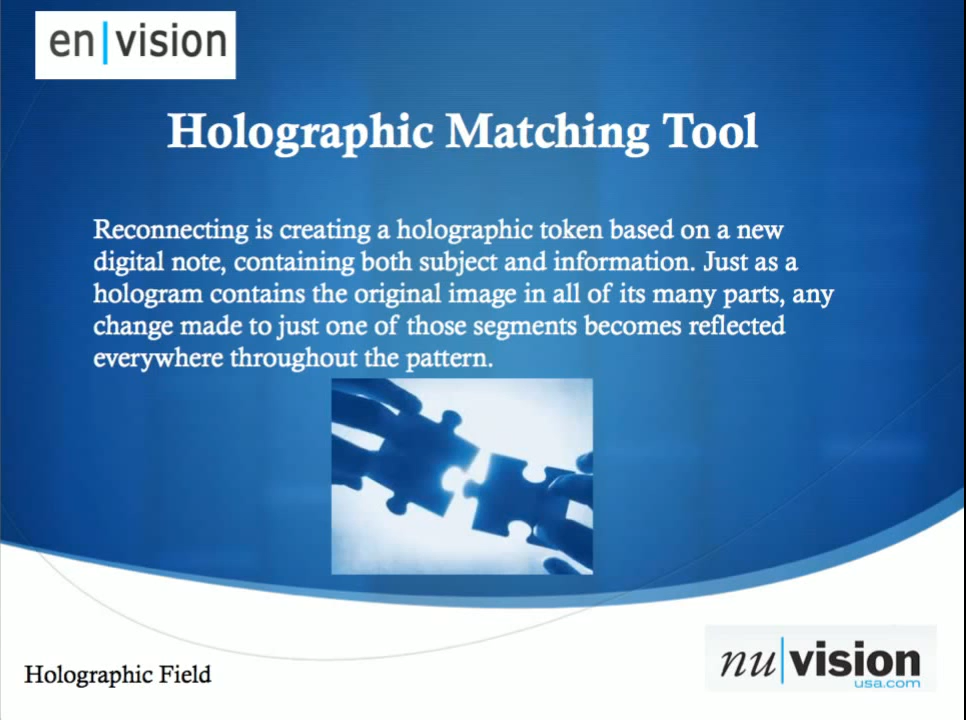 en|vision
Holographic Matching Tool
Reconnecting is creating a holographic token based on a new
digital note, containing both subject and information. Just as a
hologram contains the original image in all of its many parts, any
change made to just one of those segments becomes reflected
everywhere throughout the pattern.
Holographic Field
nu|vision
usa.com